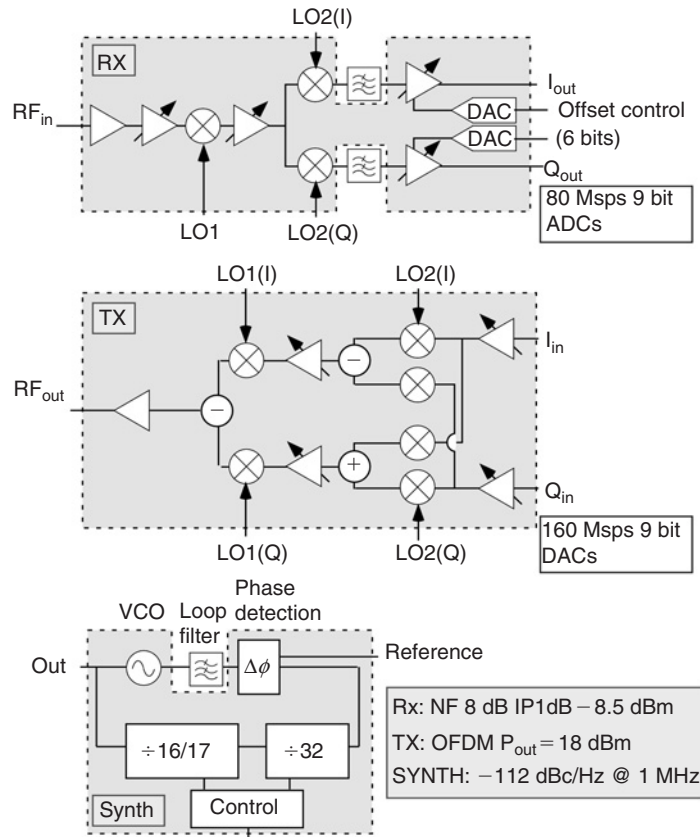 LO2(I)
RX
RF_in
I_out
DAC
Offset control
DAC
(6 bits)
Q_out
LO1
LO2(Q)
80 Msps 9 bit
ADCs
LO1(I)
LO2(I)
TX
I_in
RF_out
−
−
−
+
Q_in
LO1(Q)
LO2(Q)
160 Msps 9 bit
DACs
Phase
detection
VCO
Loop
filter
Out
Δϕ
Reference
÷16/17
÷32
Synth
Control
Rx: NF 8 dB IP1dB − 8.5 dBm
TX: OFDM P_out = 18 dBm
SYNTH: −112 dBc/Hz @ 1 MHz